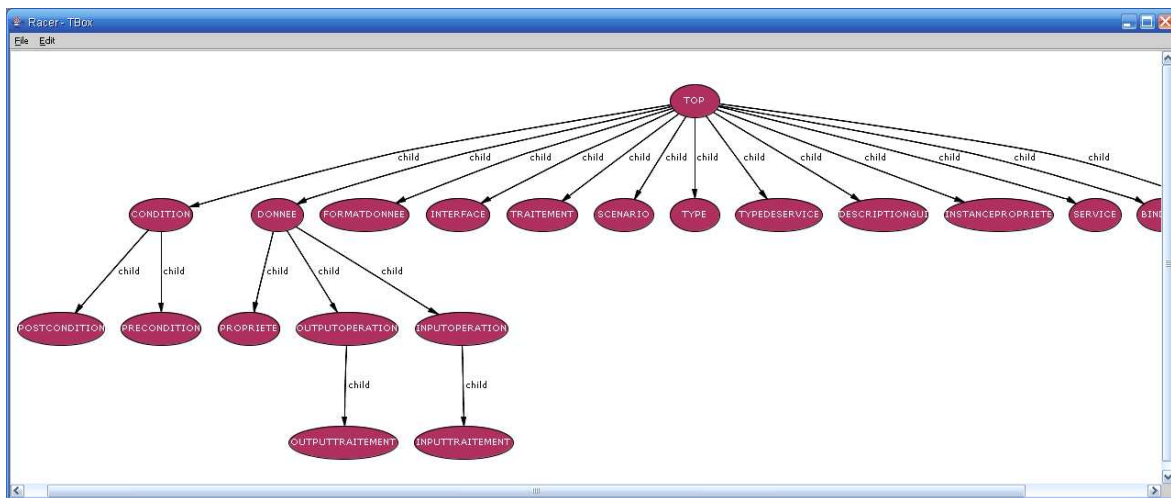 Racer - TBox
File Edit
TOP
child child child child child child child child child child child
CONDITION DONNEE FORMATDONNEE INTERFACE TRAITEMENT SCENARIO TYPE TYPEDESERVICE DESCRIPTIONGUI INSTANCEPROPRIETE SERVICE BIND
child child child child child
POSTCONDITION PRECONDITION PROPRIETE OUTPUTOPERATION INPUTOPERATION
child child
OUTPUTTRAITEMENT INPUTTRAITEMENT